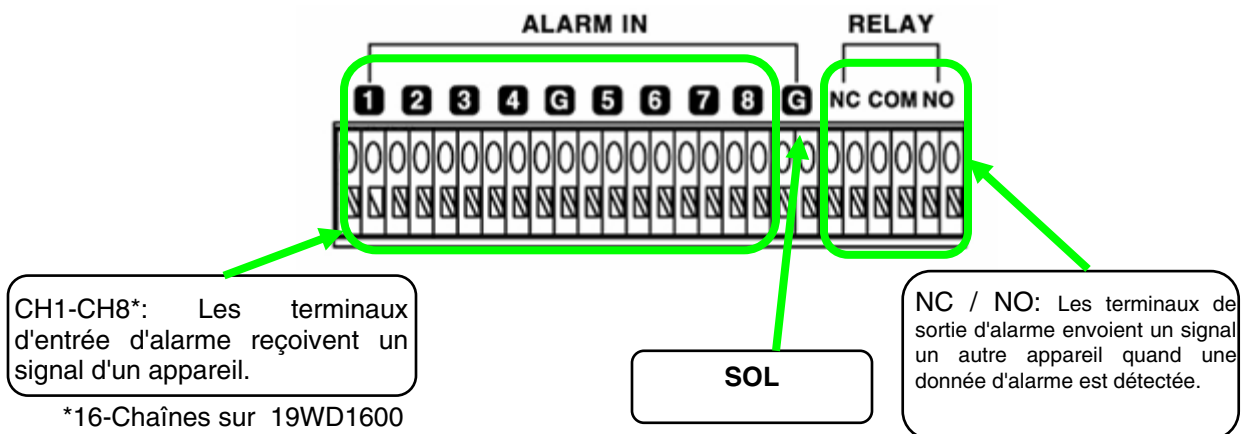 ALARM IN RELAY
1 2 3 4 G 5 6 7 8 G NC COM NO
CH1-CH8*: Les terminaux
d'entrée d'alarme reçoivent un
signal d'un appareil.
*16-Chaînes sur 19WD1600
SOL
NC / NO: Les terminaux de
sortie d'alarme envoient un signal
un autre appareil quand une
donnée d'alarme est détectée.